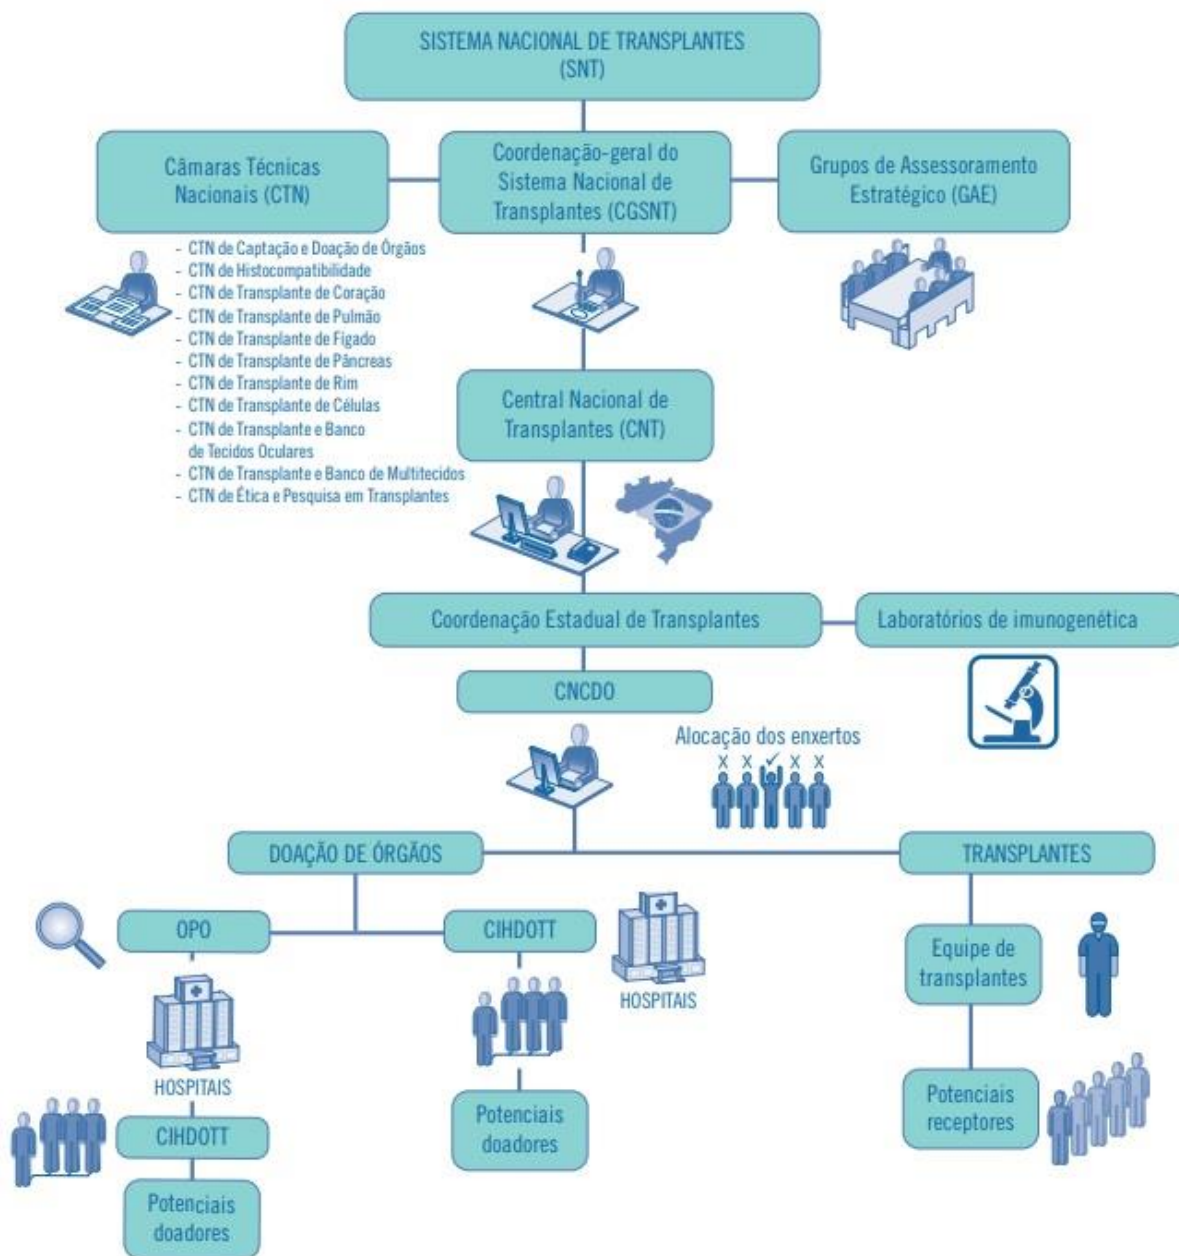 SISTEMA NACIONAL DE TRANSPLANTES
(SNT)
Câmaras Técnicas
Nacionais (CTN)
Coordenação-geral do
Sistema Nacional de
Transplantes (CGSNT)
Grupos de Assessoramento
Estratégico (GAE)
- CTN de Captação e Doação de Órgãos
- CTN de Histocompatibilidade
- CTN de Transplante de Coração
- CTN de Transplante de Pulmão
- CTN de Transplante de Fígado
- CTN de Transplante de Pâncreas
- CTN de Transplante de Rim
- CTN de Transplante de Células
- CTN de Transplante e Banco
de Tecidos Oculares
- CTN de Transplante e Banco de Multitecidos
- CTN de Ética e Pesquisa em Transplantes
Central Nacional de
Transplantes (CNT)
Coordenação Estadual de Transplantes
Laboratórios de imunogenética
CNCDO
Alocação dos enxertos
X X ✓ X X
DOAÇÃO DE ÓRGÃOS
TRANSPLANTES
OPO
CIHDOTT
HOSPITAIS
Equipe de
transplantes
HOSPITAIS
CIHDOTT
Potenciais
doadores
Potenciais
doadores
Potenciais
receptores